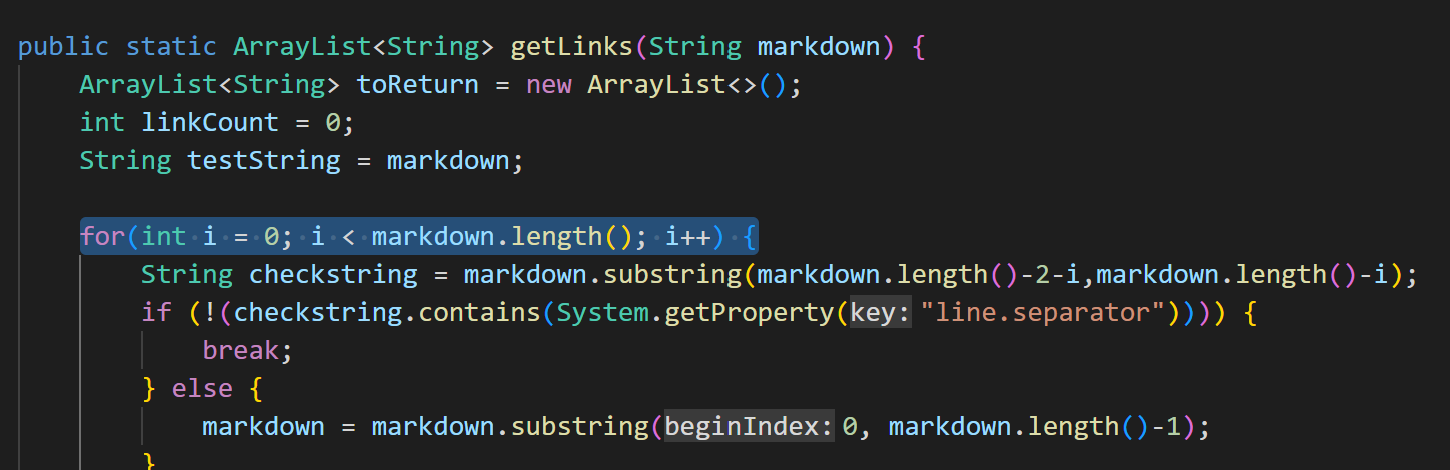 public static ArrayList<String> getLinks(String markdown) {
ArrayList<String> toReturn = new ArrayList<>();
int linkCount = 0;
String testString = markdown;
for(int i = 0; i < markdown.length(); i++) {
String checkstring = markdown.substring(markdown.length()-2-i,markdown.length()-i);
if (!(checkstring.contains(System.getProperty(key:"line.separator")))) {
break;
} else {
markdown = markdown.substring(beginIndex:0, markdown.length()-1);
}